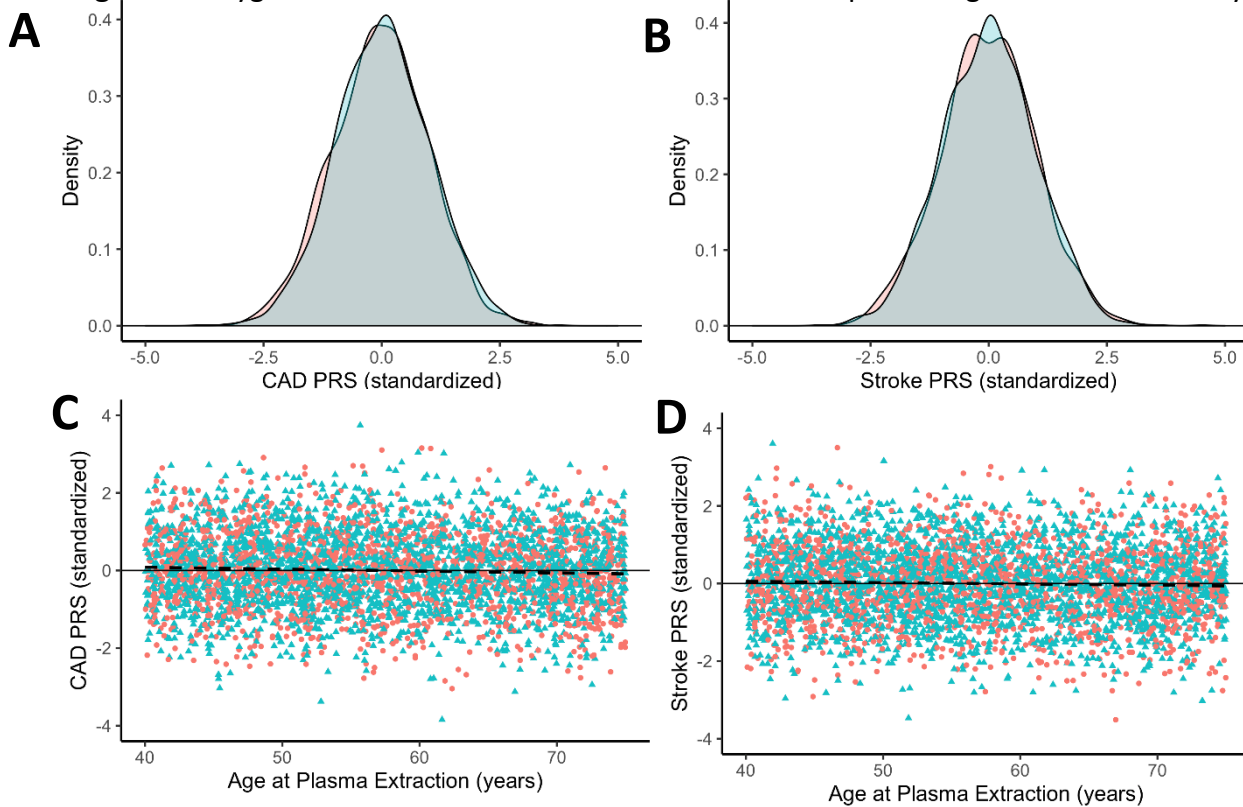 A
0.4
0.3
0.2
0.1
0.0
Density
-5.0 -2.5 0.0 2.5 5.0
CAD PRS (standardized)
B
0.4
0.3
0.2
0.1
0.0
Density
-5.0 -2.5 0.0 2.5 5.0
Stroke PRS (standardized)
C
4
2
0
-2
-4
CAD PRS (standardized)
40 50 60 70
Age at Plasma Extraction (years)
D
4
2
0
-2
-4
Stroke PRS (standardized)
40 50 60 70
Age at Plasma Extraction (years)